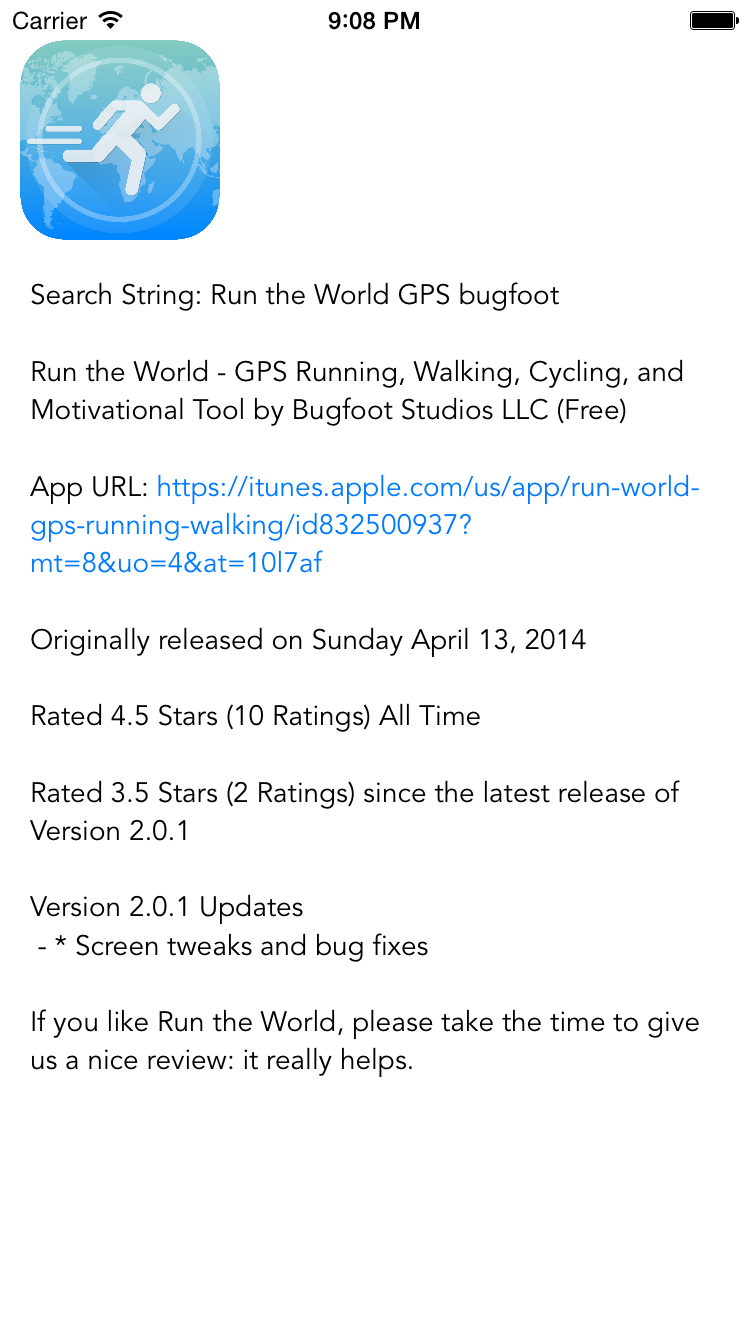 Carrier 9:08 PM
Search String: Run the World GPS bugfoot
Run the World - GPS Running, Walking, Cycling, and
Motivational Tool by Bugfoot Studios LLC (Free)
App URL: https://itunes.apple.com/us/app/run-world-
gps-running-walking/id832500937?
mt=8&uo=4&at=10l7af
Originally released on Sunday April 13, 2014
Rated 4.5 Stars (10 Ratings) All Time
Rated 3.5 Stars (2 Ratings) since the latest release of
Version 2.0.1
Version 2.0.1 Updates
- * Screen tweaks and bug fixes
If you like Run the World, please take the time to give
us a nice review: it really helps.